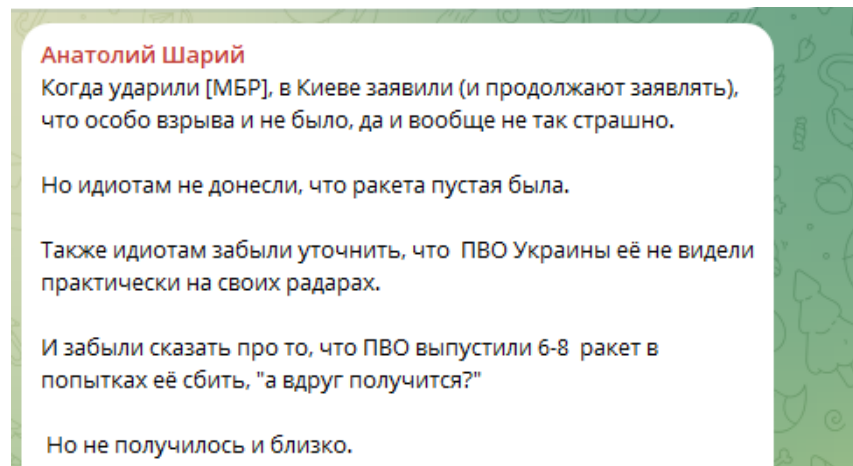 Анатолий Шарий
Когда ударили [МБР], в Киеве заявили (и продолжают заявлять),
что особо взрыва и не было, да и вообще не так страшно.
Но идиотам не донесли, что ракета пустая была.
Также идиотам забыли уточнить, что  ПВО Украины её не видели
практически на своих радарах.
И забыли сказать про то, что ПВО выпустили 6-8  ракет в
попытках её сбить, "а вдруг получится?"
Но не получилось и близко.